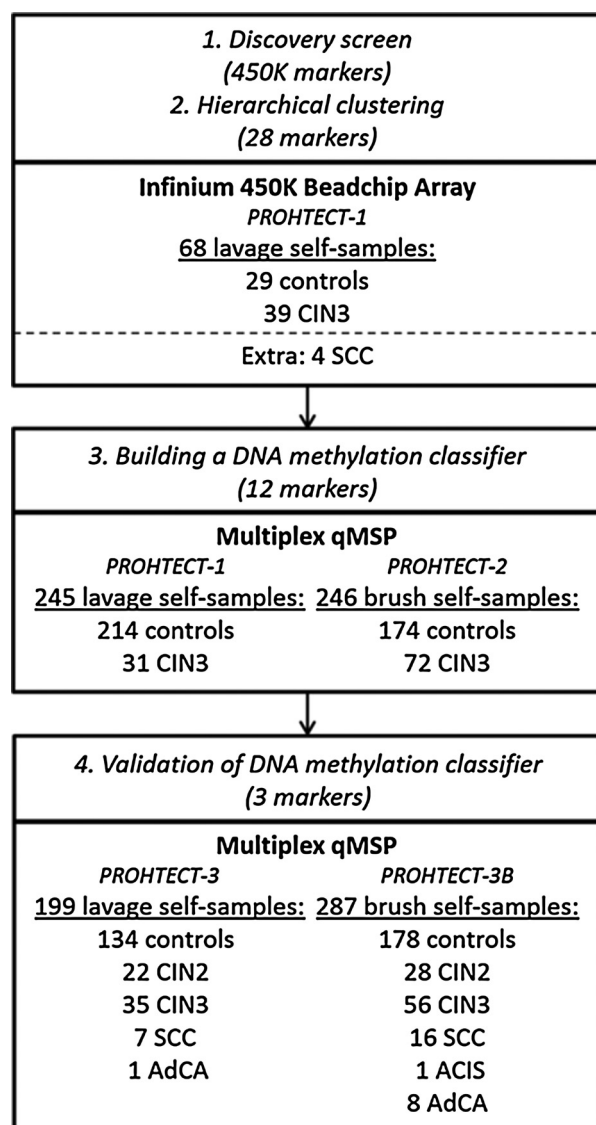 1. Discovery screen
(450K markers)
2. Hierarchical clustering
(28 markers)
Infinium 450K Beadchip Array
PROHTECT-1
68 lavage self-samples:
29 controls
39 CIN3
Extra: 4 SCC
3. Building a DNA methylation classifier
(12 markers)
Multiplex qMSP
PROHTECT-1
245 lavage self-samples:
214 controls
31 CIN3
PROHTECT-2
246 brush self-samples:
174 controls
72 CIN3
4. Validation of DNA methylation classifier
(3 markers)
Multiplex qMSP
PROHTECT-3
199 lavage self-samples:
134 controls
22 CIN2
35 CIN3
7 SCC
1 AdCA
PROHTECT-3B
287 brush self-samples:
178 controls
28 CIN2
56 CIN3
16 SCC
1 ACIS
8 AdCA